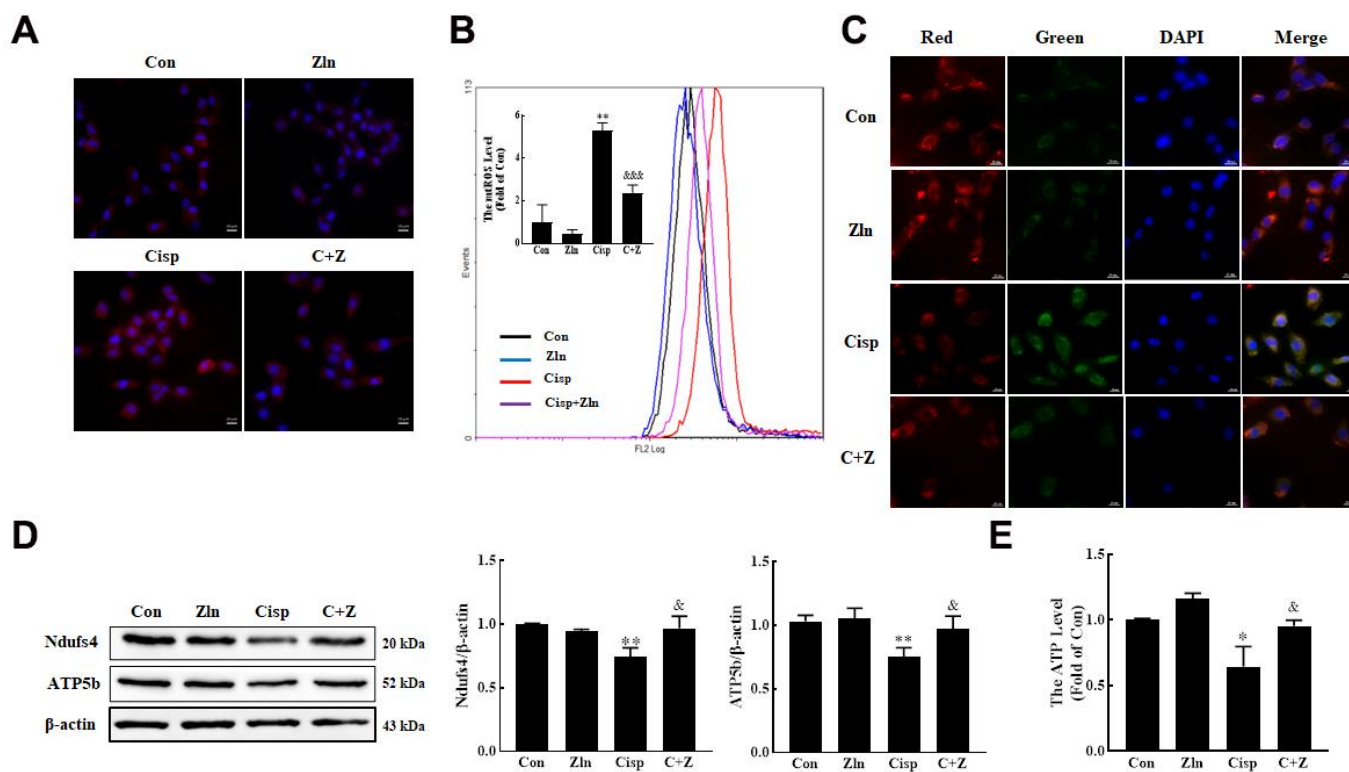 A
Con
Zln
Cisp
C+Z
B
113
The mtROS Level
(Fold of Con)
6
4
2
0
**
&&&
Con
Zln
Cisp
C+Z
Events
0
FL2 Log
Con
Zln
Cisp
Cisp+Zln
C
Red
Green
DAPI
Merge
Con
Zln
Cisp
C+Z
D
Con
Zln
Cisp
C+Z
Ndufs4
20 kDa
ATP5b
52 kDa
β-actin
43 kDa
Ndufs4/β-actin
1.5
1.0
0.5
0.0
**
&
Con
Zln
Cisp
C+Z
ATP5b/β-actin
1.5
1.0
0.5
0.0
**
&
Con
Zln
Cisp
C+Z
E
The ATP Level
(Fold of Con)
1.5
1.0
0.5
0.0
*
&
Con
Zln
Cisp
C+Z